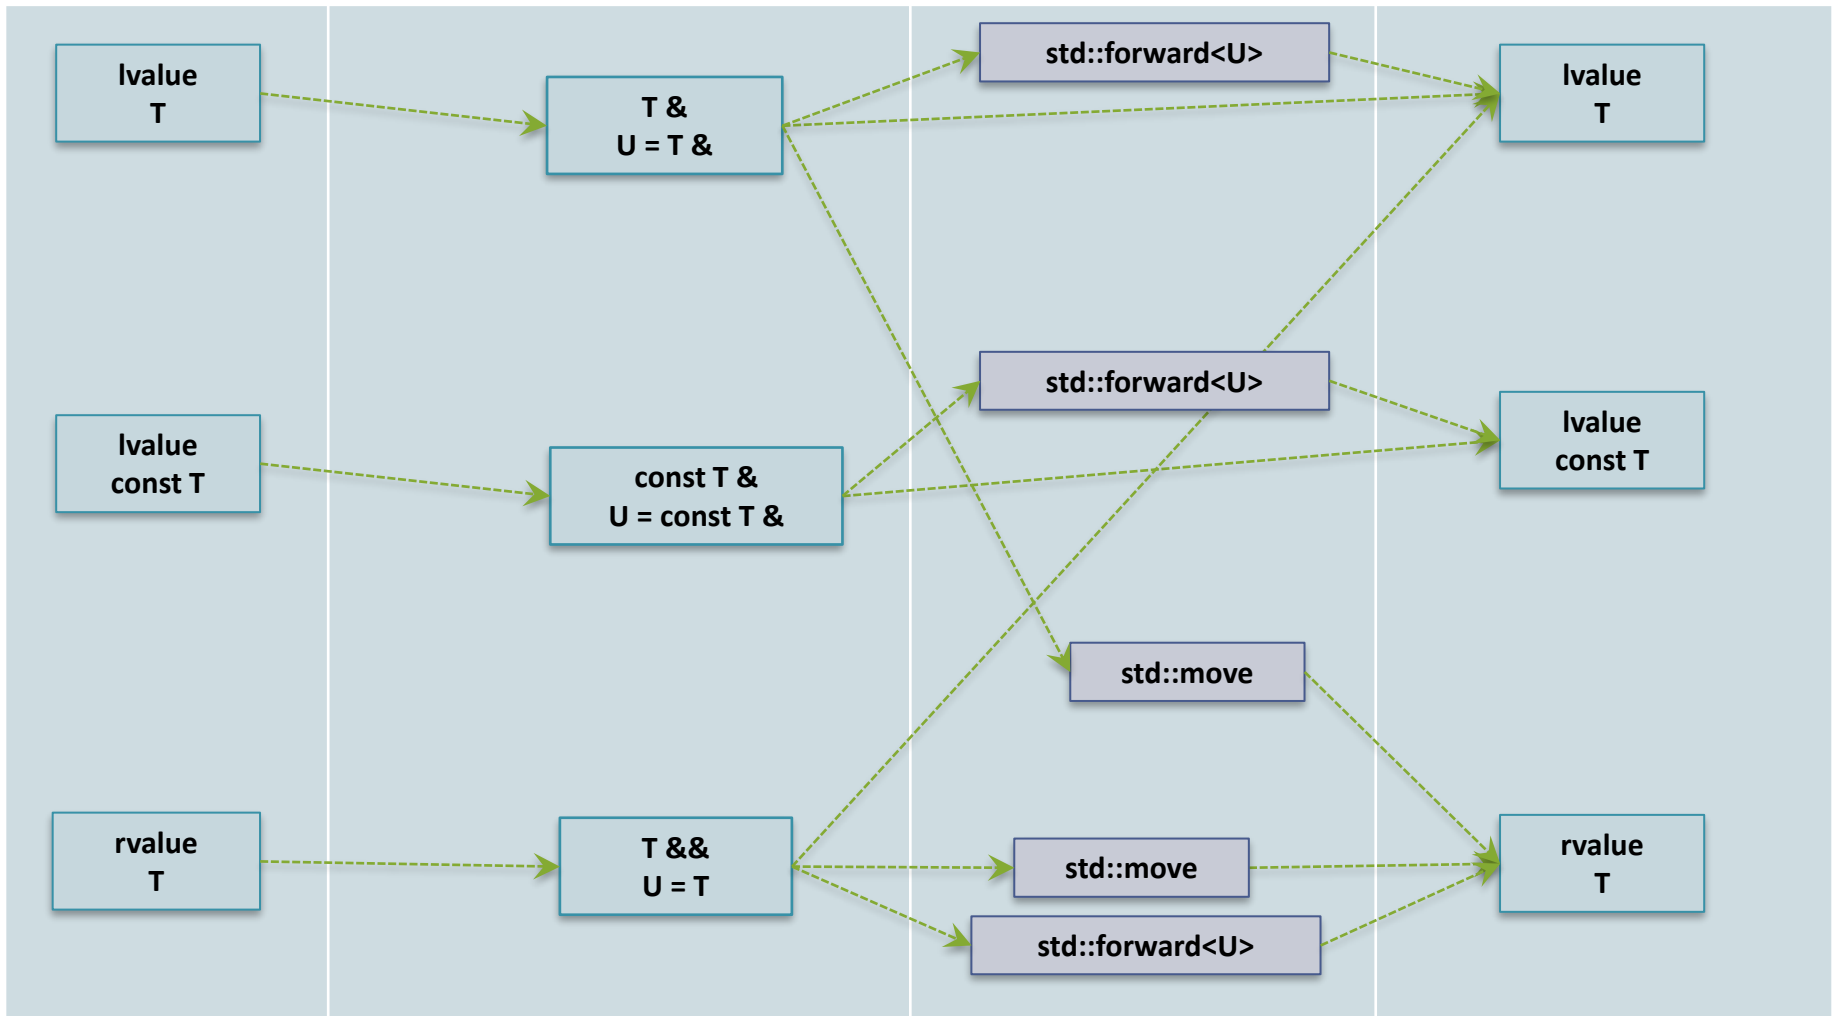 lvalue
T
T &
U = T &
std::forward<U>
lvalue
T
lvalue
const T
const T &
U = const T &
std::forward<U>
lvalue
const T
std::move
rvalue
T
T &&
U = T
std::move
std::forward<U>
rvalue
T